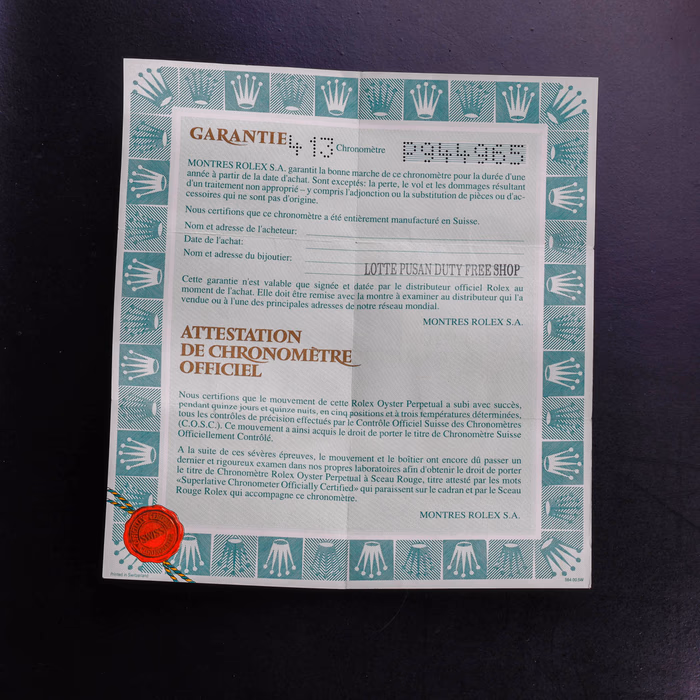 GARANTIE 413 Chronomètre P944965
MONTRES ROLEX S.A. garantit la bonne marche de ce chronomètre pour la durée d'une
année à partir de la date d'achat. Sont exceptés: la perte, le vol et les dommages résultant
d'un traitement non approprié – y compris l'adjonction ou la substitution de pièces ou d'ac-
cessoires qui ne sont pas d'origine.
Nous certifions que ce chronomètre a été entièrement manufacturé en Suisse.
Nom et adresse de l'acheteur:
Date de l'achat:
Nom et adresse du bijoutier:
LOTTE PUSAN DUTY FREE SHOP
Cette garantie n'est valable que signée et datée par le distributeur officiel Rolex au
moment de l'achat. Elle doit être remise avec la montre à examiner au distributeur qui l'a
vendue ou à l'une des principales adresses de notre réseau mondial.
MONTRES ROLEX S.A.
ATTESTATION
DE CHRONOMÈTRE
OFFICIEL
Nous certifions que le mouvement de cette Rolex Oyster Perpetual a subi avec succès,
pendant quinze jours et quinze nuits, en cinq positions et à trois températures déterminées,
tous les contrôles de précision effectués par le Contrôle Officiel Suisse des Chronomètres
(C.O.S.C.). Ce mouvement a ainsi acquis le droit de porter le titre de Chronomètre Suisse
Officiellement Contrôlé.
A la suite de ces sévères épreuves, le mouvement et le boîtier ont encore dû passer un
dernier et rigoureux examen dans nos propres laboratoires afin d'obtenir le droit de porter
le titre de Chronomètre Rolex Oyster Perpetual à Sceau Rouge, titre attesté par les mots
«Superlative Chronometer Officially Certified» qui paraissent sur le cadran et par le Sceau
Rouge Rolex qui accompagne ce chronomètre.
MONTRES ROLEX S.A.
SWISS
Printed in Switzerland